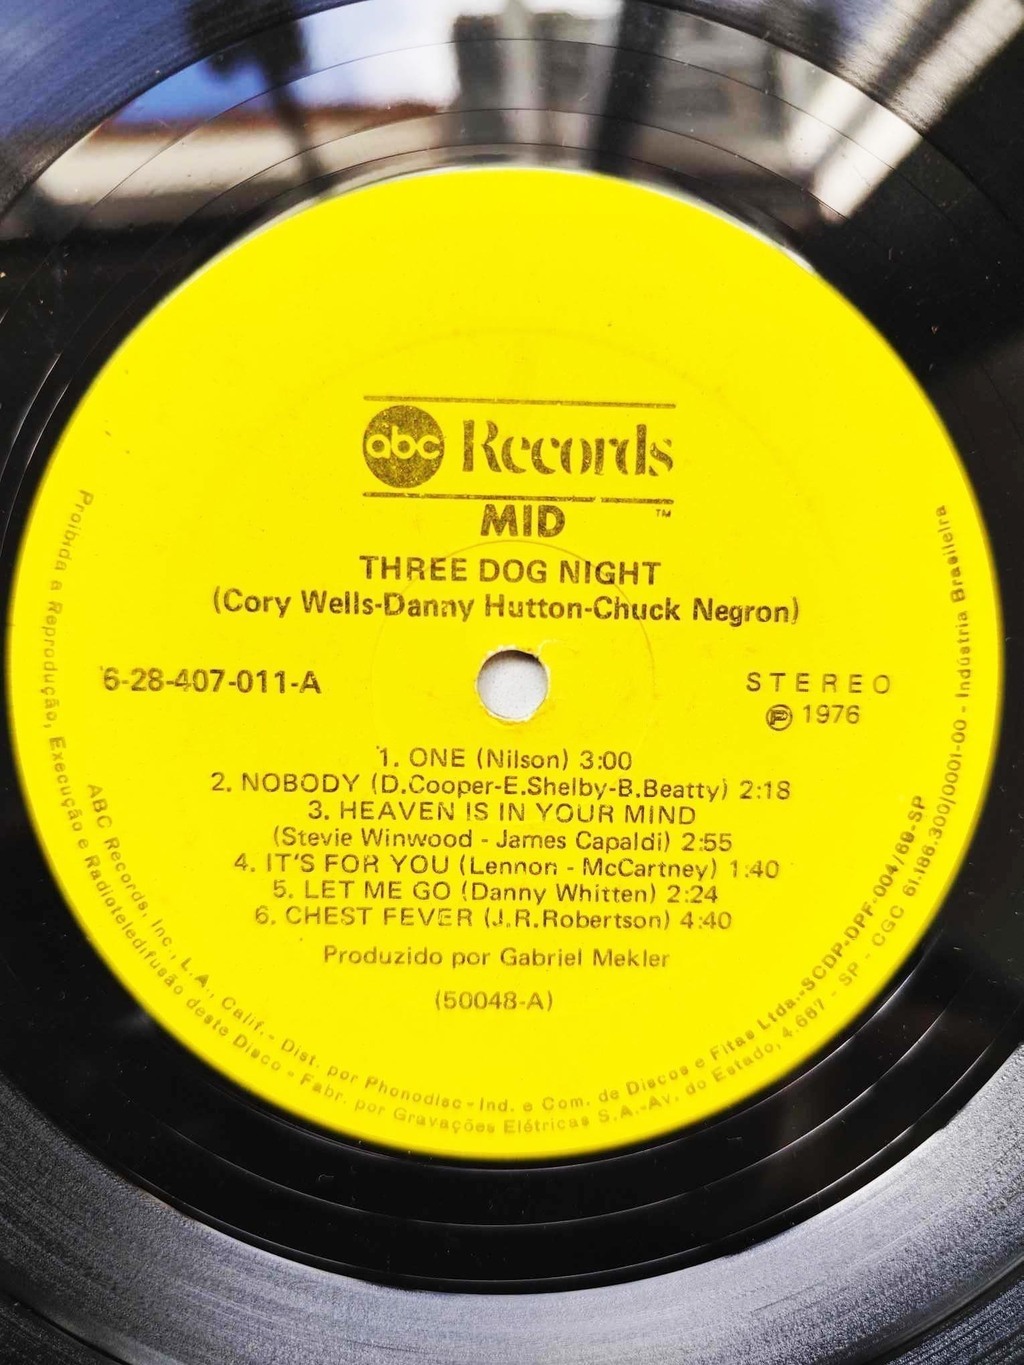 abc Records
MID
TM
THREE DOG NIGHT
(Cory Wells-Danny Hutton-Chuck Negron)
6-28-407-011-A
STEREO
Ⓟ 1976
1. ONE (Nilson) 3:00
2. NOBODY (D.Cooper-E.Shelby-B.Beatty) 2:18
3. HEAVEN IS IN YOUR MIND
(Stevie Winwood - James Capaldi) 2:55
4. IT'S FOR YOU (Lennon - McCartney) 1:40
5. LET ME GO (Danny Whitten) 2:24
6. CHEST FEVER (J.R.Robertson) 4:40
Produzido por Gabriel Mekler
(50048-A)
ABC Records, Inc., L.A., Calif. - Dist. por Phonodisc - Ind. e Com. de Discos e Fitas Ltda.-SCDP-DPF-004/69-SP
Proibida a Reprodução, Execução e Radioteledifusão deste Disco - Fabr. por Gravações Elétricas S.A.-Av. do Estado, 4.667 - SP - CGC 61.186.300/0001-00 - Indústria Brasileira